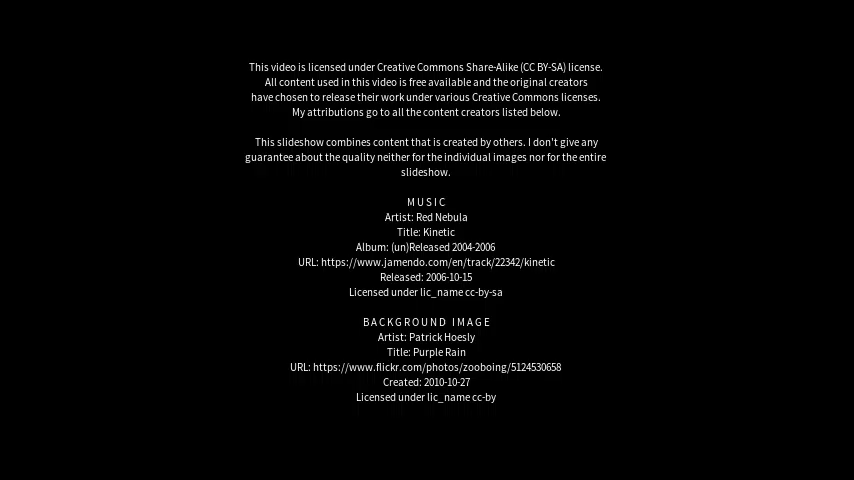 This video is licensed under Creative Commons Share-Alike (CC BY-SA) license.
All content used in this video is free available and the original creators
have chosen to release their work under various Creative Commons licenses.
My attributions go to all the content creators listed below.
This slideshow combines content that is created by others. I don't give any
guarantee about the quality neither for the individual images nor for the entire
slideshow.
MUSIC
Artist: Red Nebula
Title: Kinetic
Album: (un)Released 2004-2006
URL: https://www.jamendo.com/en/track/22342/kinetic
Released: 2006-10-15
Licensed under lic_name cc-by-sa
BACKGROUND IMAGE
Artist: Patrick Hoesly
Title: Purple Rain
URL: https://www.flickr.com/photos/zooboing/5124530658
Created: 2010-10-27
Licensed under lic_name cc-by